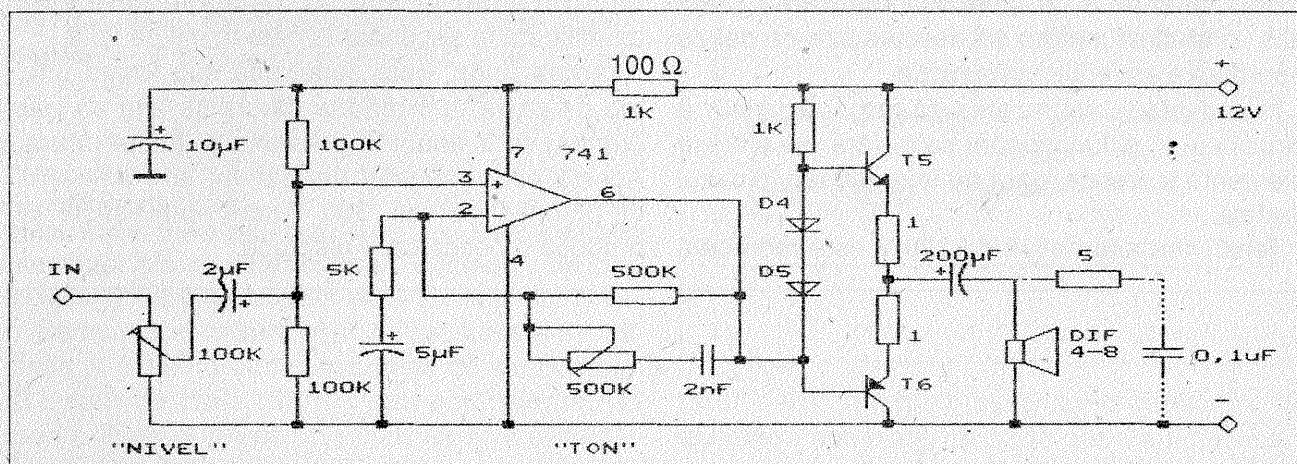 100 Ω
+
1K
12V
10µF
100K
7
741
1K
T5
3
+
6
2
−
D4
1
4
200µF
IN
2µF
5K
500K
D5
+
5
+
100K
100K
+
5µF
500K
2nF
1
DIF
4-8
0,1uF
T6
−
"NIVEL"
"TON"